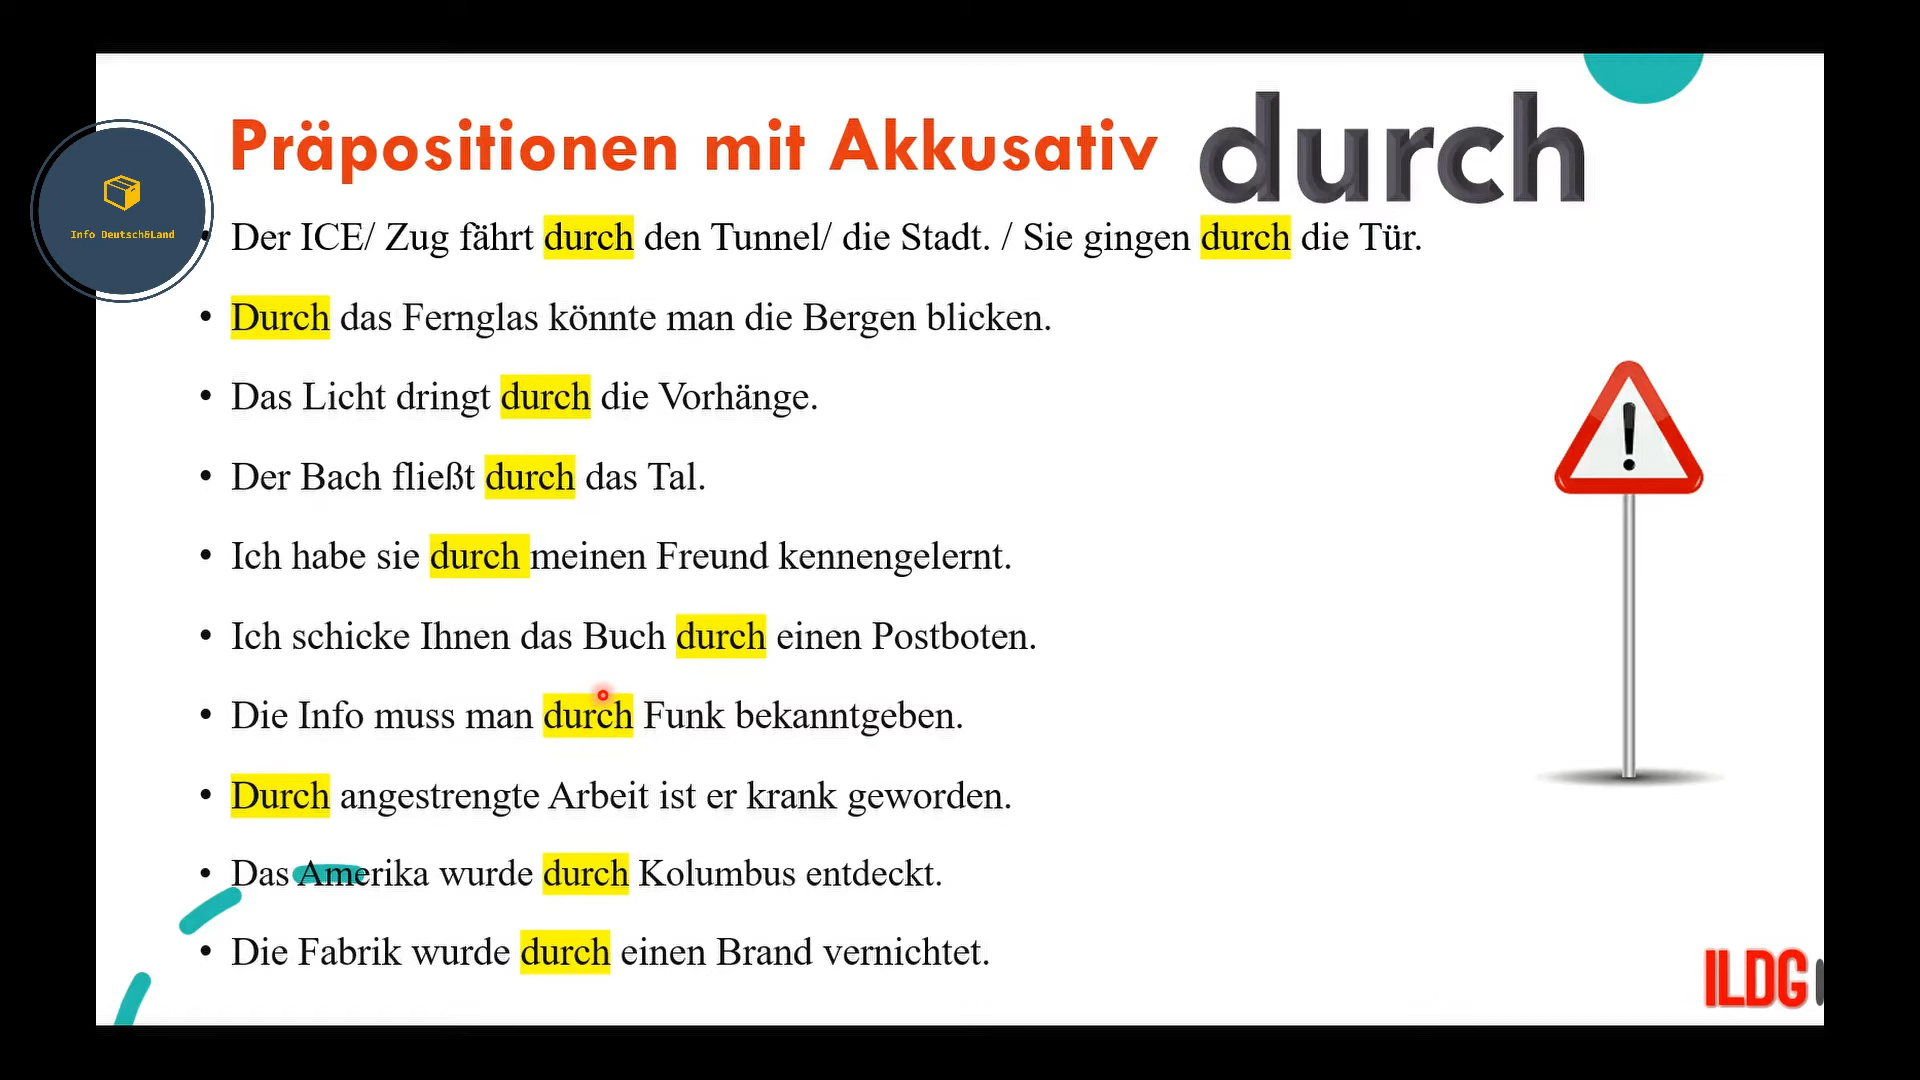 Präpositionen mit Akkusativ durch
Info Deutsch&Land
• Der ICE/ Zug fährt durch den Tunnel/ die Stadt. / Sie gingen durch die Tür.
• Durch das Fernglas könnte man die Bergen blicken.
• Das Licht dringt durch die Vorhänge.
• Der Bach fließt durch das Tal.
• Ich habe sie durch meinen Freund kennengelernt.
• Ich schicke Ihnen das Buch durch einen Postboten.
• Die Info muss man durch Funk bekanntgeben.
• Durch angestrengte Arbeit ist er krank geworden.
• Das Amerika wurde durch Kolumbus entdeckt.
• Die Fabrik wurde durch einen Brand vernichtet.
ILDG